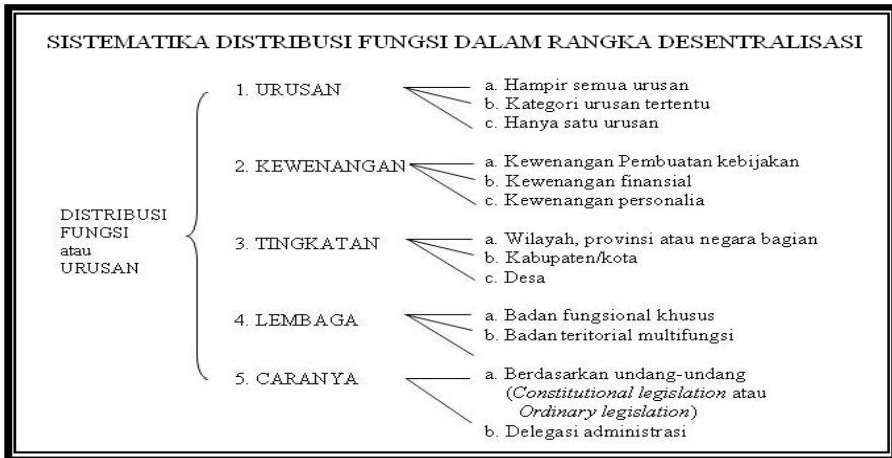 SISTEMATIKA DISTRIBUSI FUNGSI DALAM RANGKA DESENTRALISASI
DISTRIBUSI
FUNGSI
atau
URUSAN
1. URUSAN
a. Hampir semua urusan
b. Kategori urusan tertentu
c. Hanya satu urusan
2. KEWENANGAN
a. Kewenangan Pembuatan kebijakan
b. Kewenangan finansial
c. Kewenangan personalia
3. TINGKATAN
a. Wilayah, provinsi atau negara bagian
b. Kabupaten/kota
c. Desa
4. LEMBAGA
a. Badan fungsional khusus
b. Badan teritorial multifungsi
5. CARANYA
a. Berdasarkan undang-undang
(Constitutional legislation atau
Ordinary legislation)
b. Delegasi administrasi